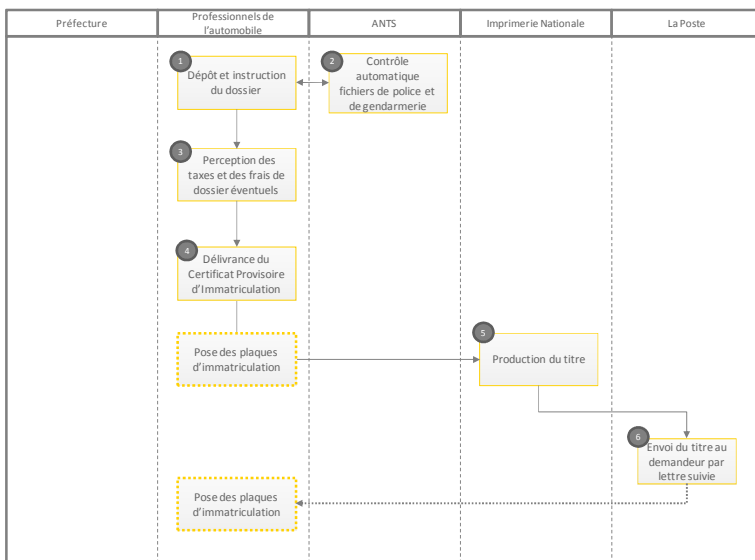 Préfecture
Professionnels de
l'automobile
ANTS
Imprimerie Nationale
La Poste
1
Dépôt et instruction
du dossier
2
Contrôle
automatique
fichiers de police et
de gendarmerie
3
Perception des
taxes et des frais de
dossier éventuels
4
Délivrance du
Certificat Provisoire
d'Immatriculation
Pose des plaques
d'immatriculation
5
Production du titre
6
Envoi du titre au
demandeur par
lettre suivie
Pose des plaques
d'immatriculation